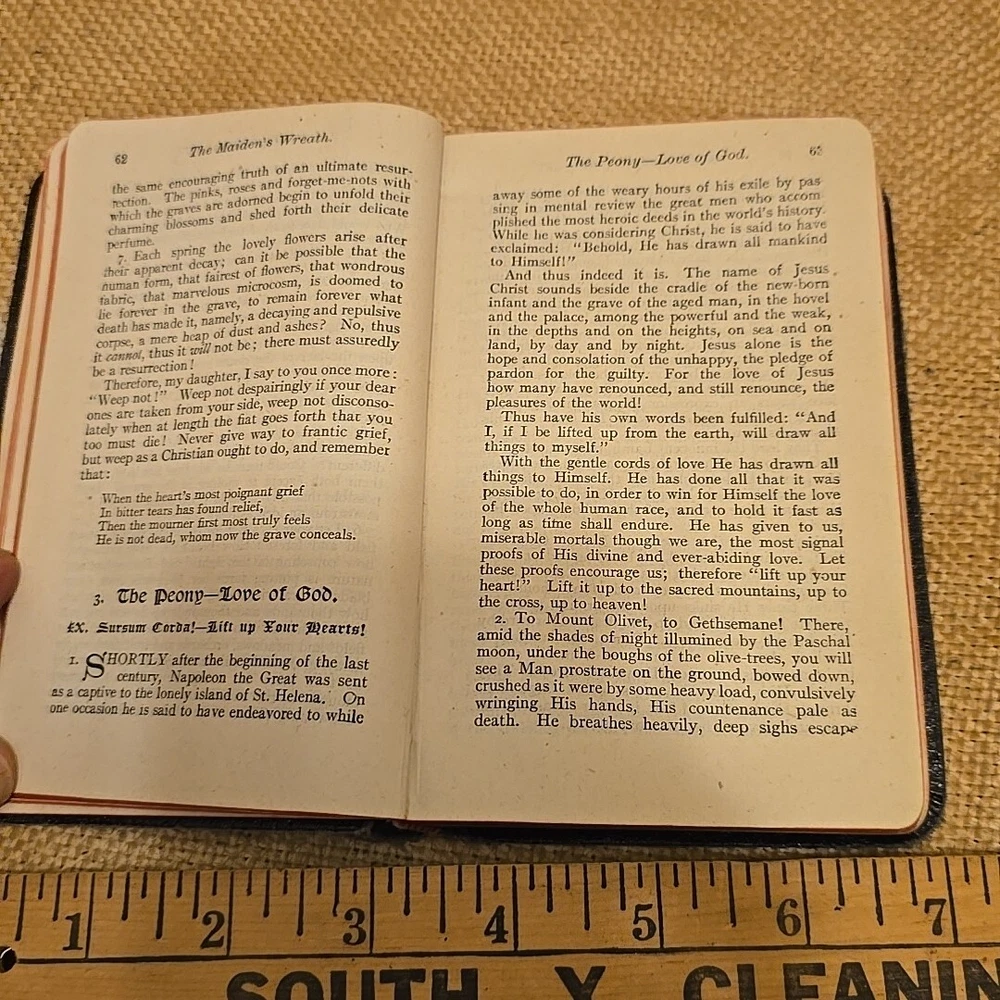 62
The Maiden's Wreath.
the same encouraging truth of an ultimate resur-
rection. The pinks, roses and forget-me-nots with
which the graves are adorned begin to unfold their
charming blossoms and shed forth their delicate
perfume.
7. Each spring the lovely flowers arise after
their apparent decay; can it be possible that the
human form, that fairest of flowers, that wondrous
fabric, that marvelous microcosm, is doomed to
lie forever in the grave, to remain forever what
death has made it, namely, a decaying and repulsive
corpse, a mere heap of dust and ashes? No, thus
it cannot, thus it will not be; there must assuredly
be a resurrection!
Therefore, my daughter, I say to you once more:
"Weep not!" Weep not despairingly if your dear
ones are taken from your side, weep not disconso-
lately when at length the fiat goes forth that you
too must die! Never give way to frantic grief,
but weep as a Christian ought to do, and remember
that:
When the heart's most poignant grief
In bitter tears has found relief,
Then the mourner first most truly feels
He is not dead, whom now the grave conceals.
3. The Peony—Love of God.
LX. Sursum Corda!—Lift up Your Hearts!
1. SHORTLY after the beginning of the last
century, Napoleon the Great was sent
as a captive to the lonely island of St. Helena. On
one occasion he is said to have endeavored to while
The Peony—Love of God.
63
away some of the weary hours of his exile by pas-
sing in mental review the great men who accom-
plished the most heroic deeds in the world's history.
While he was considering Christ, he is said to have
exclaimed: "Behold, He has drawn all mankind
to Himself!"
And thus indeed it is. The name of Jesus
Christ sounds beside the cradle of the new-born
infant and the grave of the aged man, in the hovel
and the palace, among the powerful and the weak,
in the depths and on the heights, on sea and on
land, by day and by night. Jesus alone is the
hope and consolation of the unhappy, the pledge of
pardon for the guilty. For the love of Jesus
how many have renounced, and still renounce, the
pleasures of the world!
Thus have his own words been fulfilled: "And
I, if I be lifted up from the earth, will draw all
things to myself."
With the gentle cords of love He has drawn all
things to Himself. He has done all that it was
possible to do, in order to win for Himself the love
of the whole human race, and to hold it fast as
long as time shall endure. He has given to us,
miserable mortals though we are, the most signal
proofs of His divine and ever-abiding love. Let
these proofs encourage us; therefore "lift up your
heart!" Lift it up to the sacred mountains, up to
the cross, up to heaven!
2. To Mount Olivet, to Gethsemane! There,
amid the shades of night illumined by the Paschal
moon, under the boughs of the olive-trees, you will
see a Man prostrate on the ground, bowed down,
crushed as it were by some heavy load, convulsively
wringing His hands, His countenance pale as
death. He breathes heavily, deep sighs escape
1 2 3 4 5 6 7
SOUTH Y CLEANIN